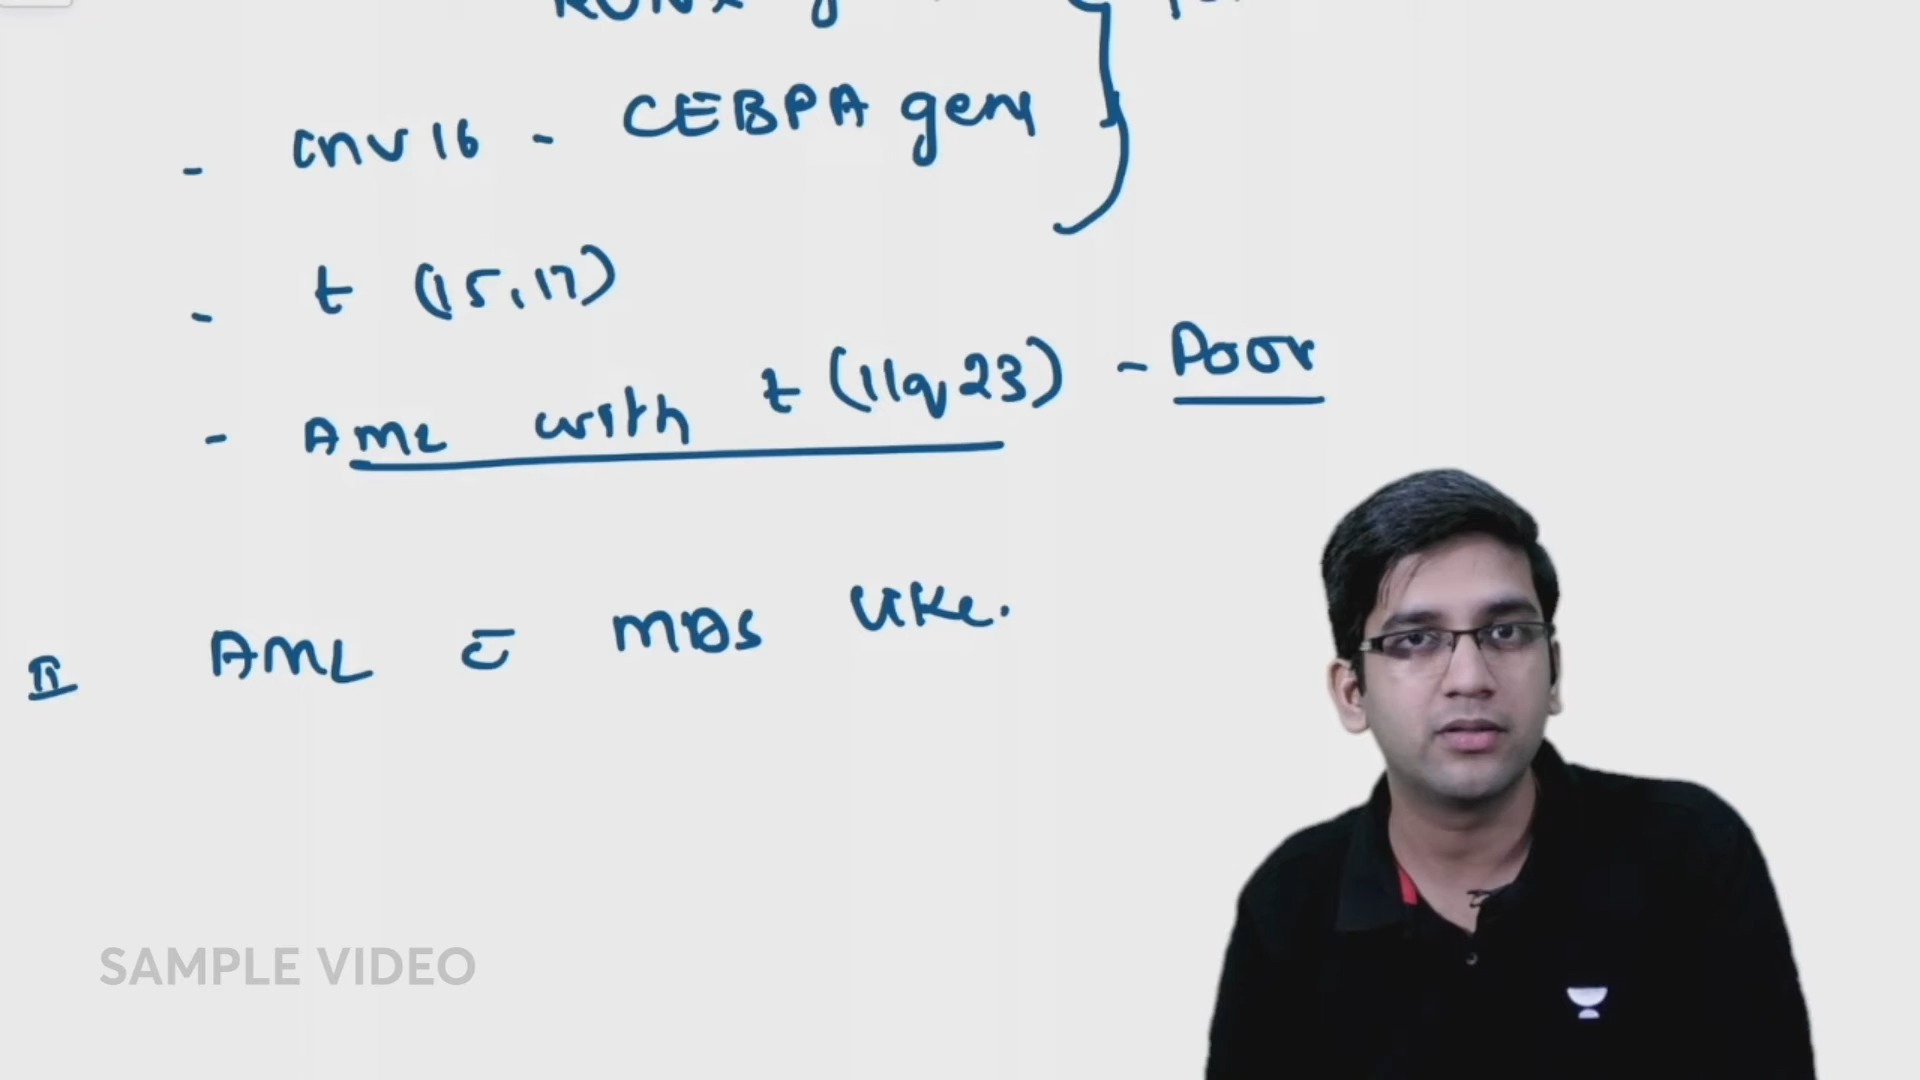 - inv 16 - CEBPA gene
- t (15,17)
- AML with t (11q23) - Poor
II AML c̄ MDS like.
SAMPLE VIDEO